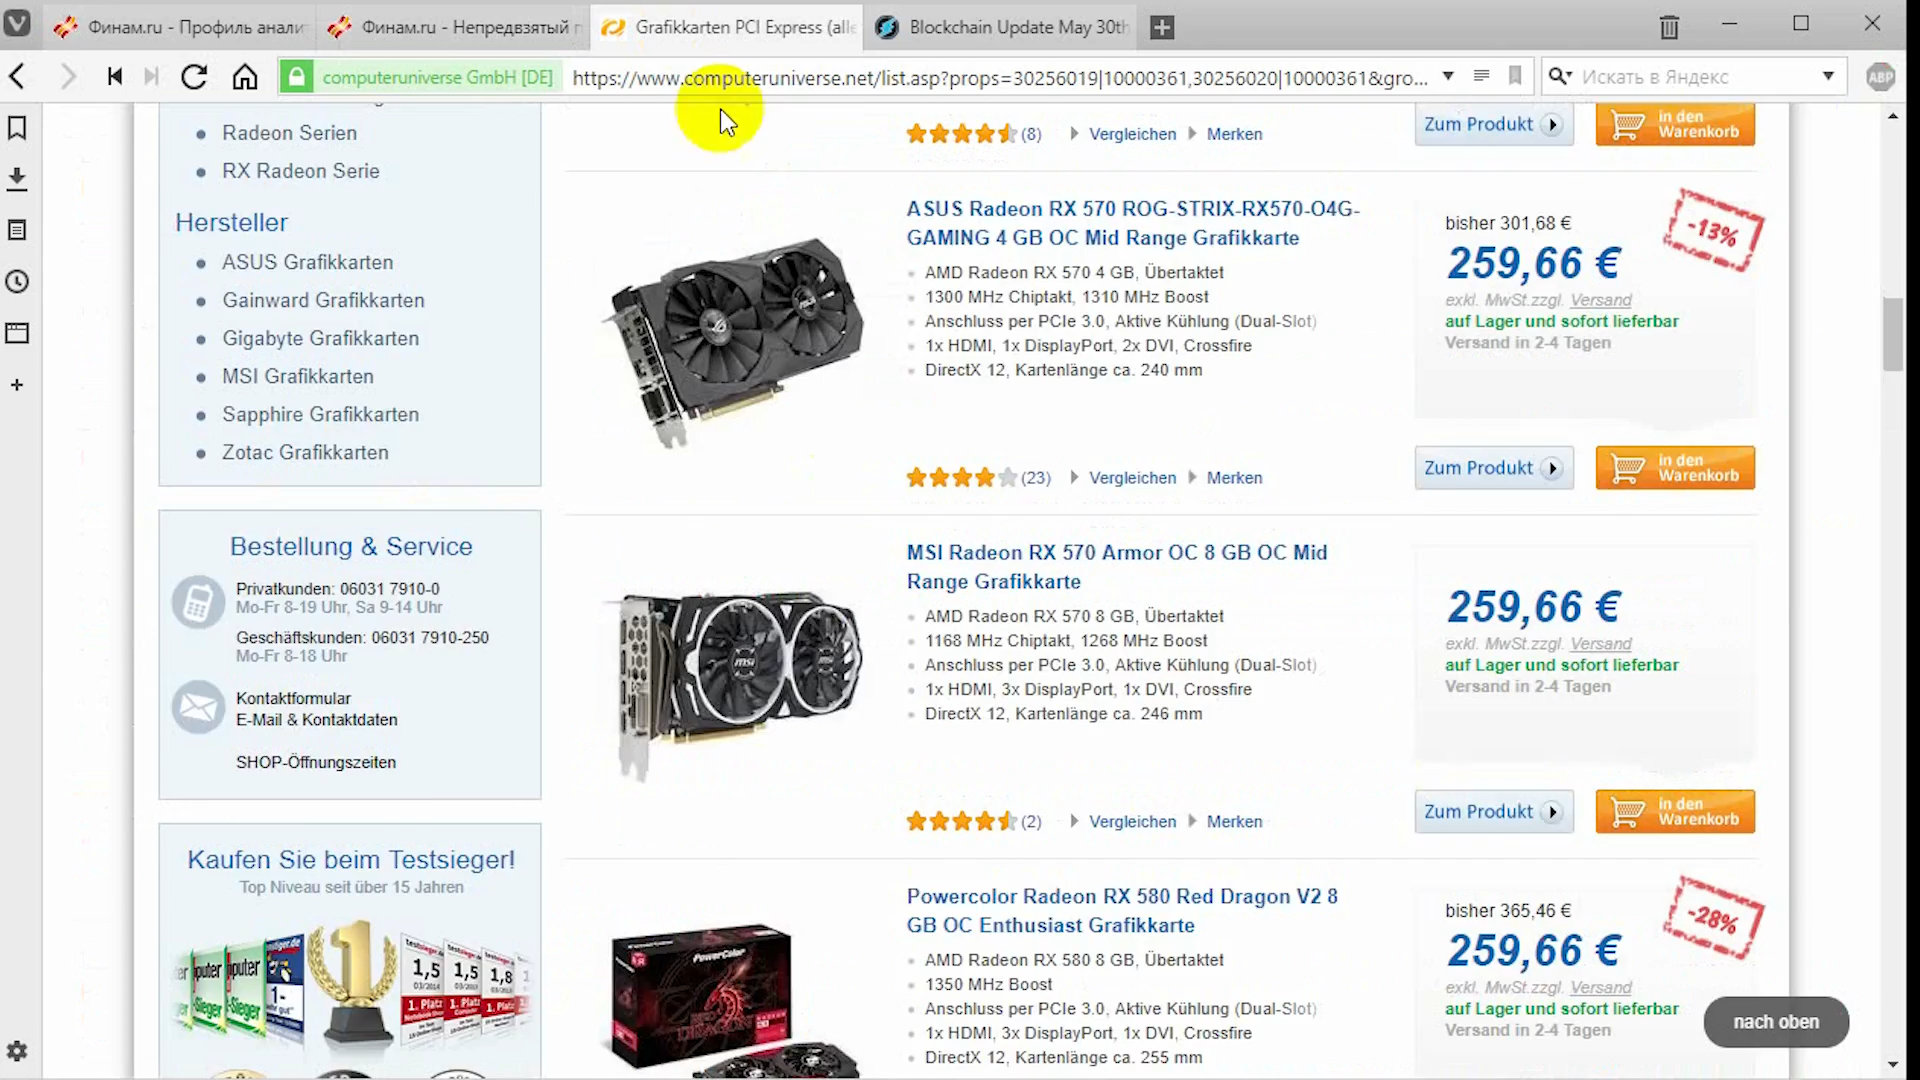 Финам.ru - Профиль анали
Финам.ru - Непредвзятый г
Grafikkarten PCI Express (alle
Blockchain Update May 30th
computeruniverse GmbH [DE]
https://www.computeruniverse.net/list.asp?props=30256019|10000361,30256020|10000361&gro...
Искать в Яндекс
ABP
Radeon Serien
RX Radeon Serie
Hersteller
ASUS Grafikkarten
Gainward Grafikkarten
Gigabyte Grafikkarten
MSI Grafikkarten
Sapphire Grafikkarten
Zotac Grafikkarten
Bestellung & Service
Privatkunden: 06031 7910-0
Mo-Fr 8-19 Uhr, Sa 9-14 Uhr
Geschäftskunden: 06031 7910-250
Mo-Fr 8-18 Uhr
Kontaktformular
E-Mail & Kontaktdaten
SHOP-Öffnungszeiten
Kaufen Sie beim Testsieger!
Top Niveau seit über 15 Jahren
1
1,5
1,5
1,8
1. Platz
(8)
Vergleichen
Merken
Zum Produkt
in den
Warenkorb
ASUS Radeon RX 570 ROG-STRIX-RX570-O4G-
GAMING 4 GB OC Mid Range Grafikkarte
AMD Radeon RX 570 4 GB, Übertaktet
1300 MHz Chiptakt, 1310 MHz Boost
Anschluss per PCIe 3.0, Aktive Kühlung (Dual-Slot)
1x HDMI, 1x DisplayPort, 2x DVI, Crossfire
DirectX 12, Kartenlänge ca. 240 mm
(23)
Vergleichen
Merken
bisher 301,68 €
-13%
259,66 €
exkl. MwSt.zzgl. Versand
auf Lager und sofort lieferbar
Versand in 2-4 Tagen
Zum Produkt
in den
Warenkorb
MSI Radeon RX 570 Armor OC 8 GB OC Mid
Range Grafikkarte
AMD Radeon RX 570 8 GB, Übertaktet
1168 MHz Chiptakt, 1268 MHz Boost
Anschluss per PCIe 3.0, Aktive Kühlung (Dual-Slot)
1x HDMI, 3x DisplayPort, 1x DVI, Crossfire
DirectX 12, Kartenlänge ca. 246 mm
(2)
Vergleichen
Merken
259,66 €
exkl. MwSt.zzgl. Versand
auf Lager und sofort lieferbar
Versand in 2-4 Tagen
Zum Produkt
in den
Warenkorb
Powercolor Radeon RX 580 Red Dragon V2 8
GB OC Enthusiast Grafikkarte
AMD Radeon RX 580 8 GB, Übertaktet
1350 MHz Boost
Anschluss per PCIe 3.0, Aktive Kühlung (Dual-Slot)
1x HDMI, 3x DisplayPort, 1x DVI, Crossfire
DirectX 12, Kartenlänge ca. 255 mm
PowerColor
bisher 365,46 €
-28%
259,66 €
exkl. MwSt.zzgl. Versand
auf Lager und sofort lieferbar
Versand in 2-4 Tagen
nach oben